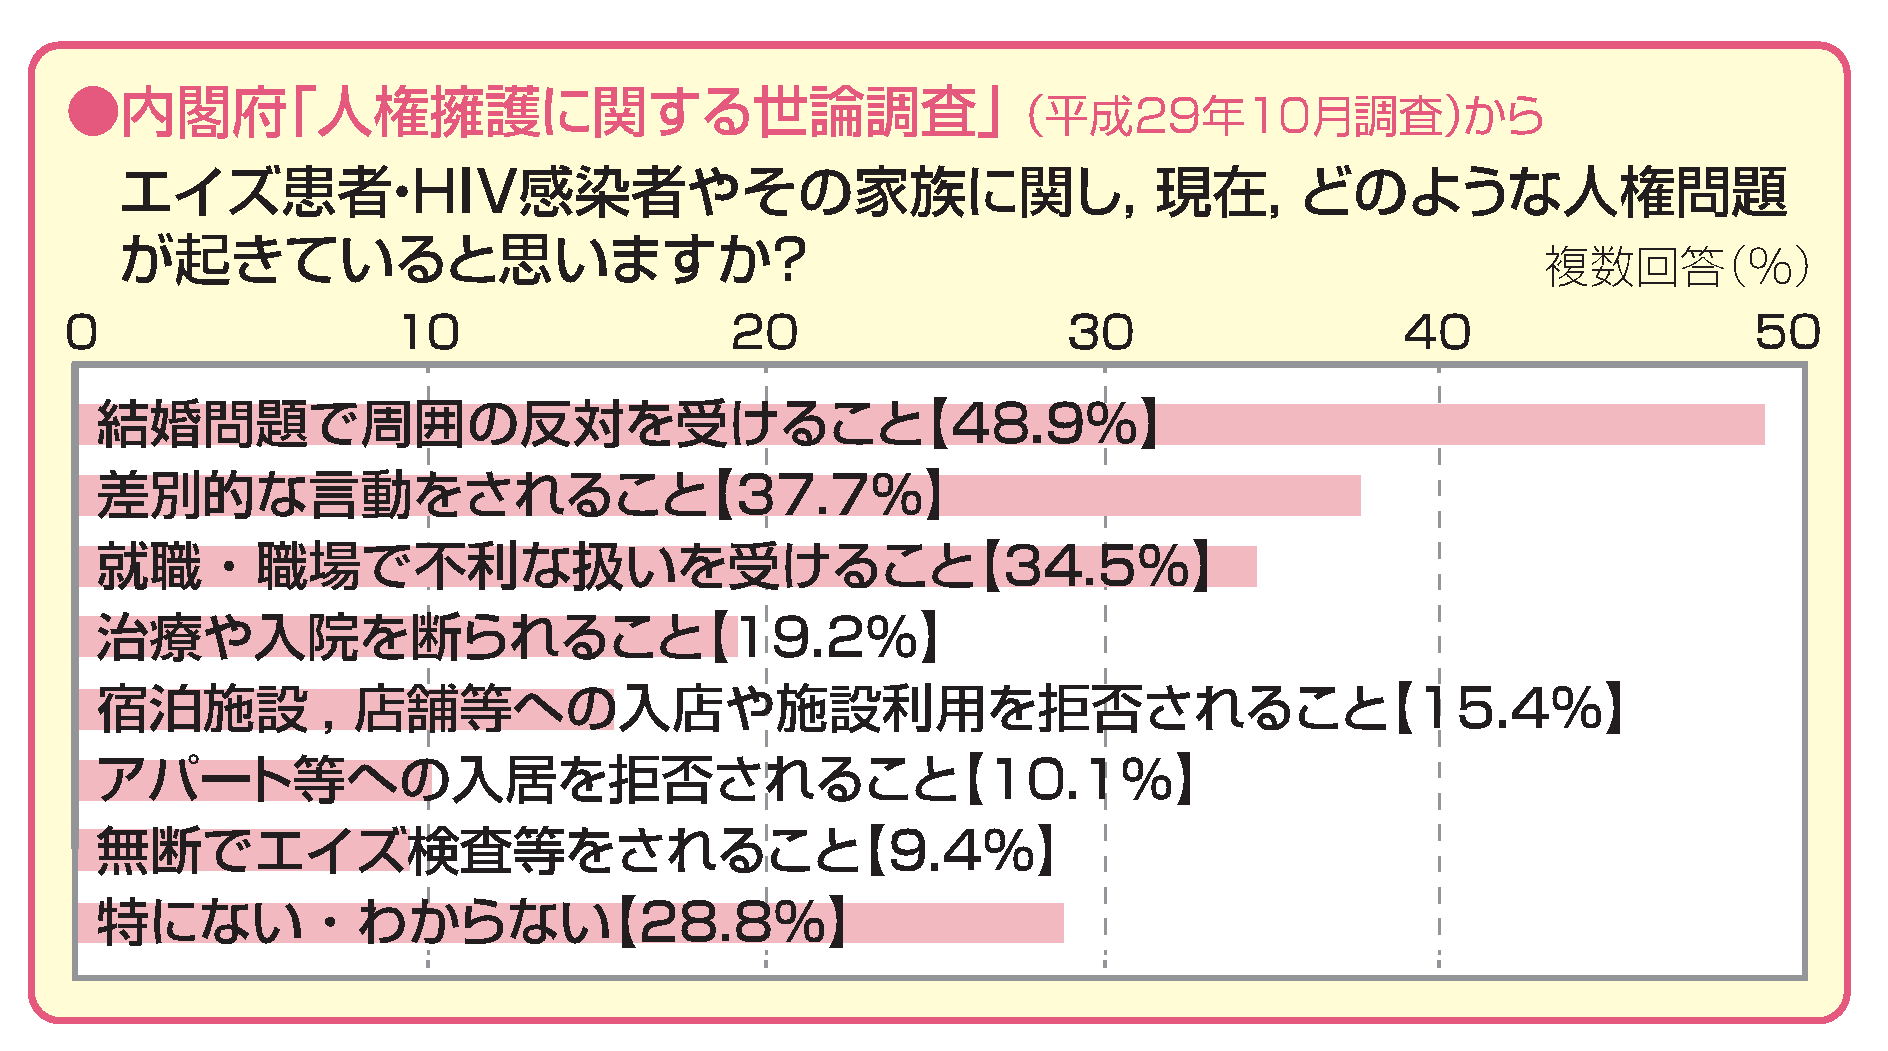 ●内閣府「人権擁護に関する世論調査」(平成29年10月調査)から
エイズ患者・HIV感染者やその家族に関し,現在,どのような人権問題
が起きていると思いますか?
複数回答(%)
0 10 20 30 40 50
結婚問題で周囲の反対を受けること【48.9%】
差別的な言動をされること【37.7%】
就職・職場で不利な扱いを受けること【34.5%】
治療や入院を断られること【19.2%】
宿泊施設,店舗等への入店や施設利用を拒否されること【15.4%】
アパート等への入居を拒否されること【10.1%】
無断でエイズ検査等をされること【9.4%】
特にない・わからない【28.8%】